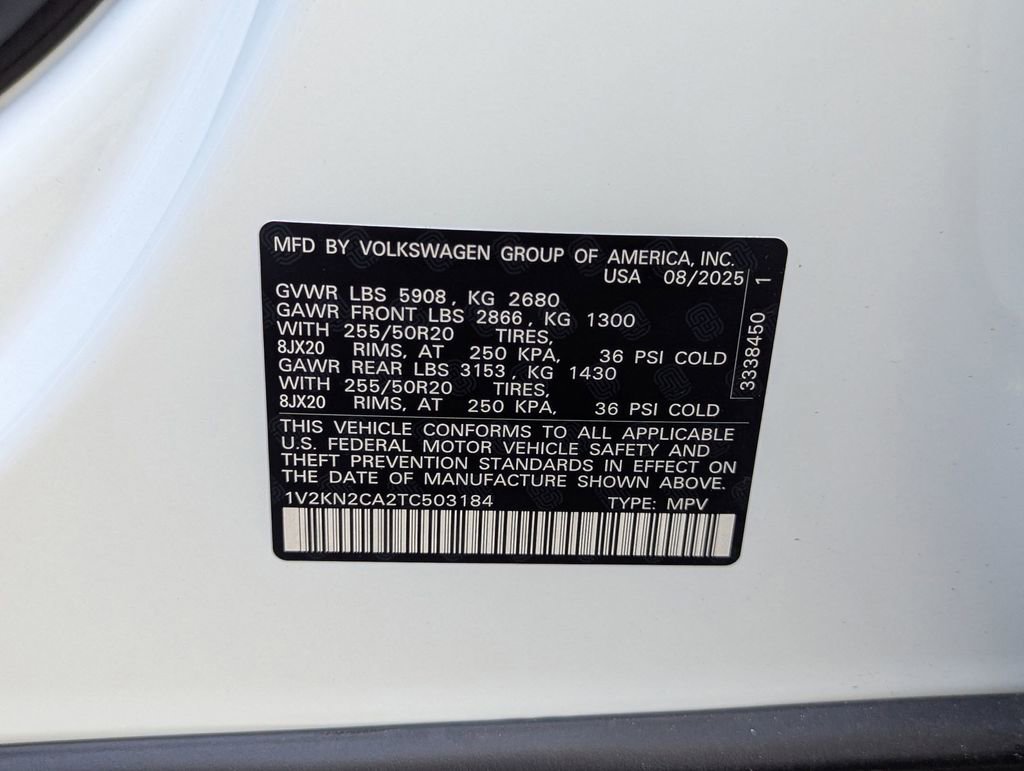 MFD BY VOLKSWAGEN GROUP OF AMERICA, INC.
USA 08/2025
GVWR LBS 5908, KG 2680
GAWR FRONT LBS 2866, KG 1300
WITH 255/50R20 TIRES,
8JX20 RIMS, AT 250 KPA, 36 PSI COLD
GAWR REAR LBS 3153, KG 1430
WITH 255/50R20 TIRES,
8JX20 RIMS, AT 250 KPA, 36 PSI COLD
3338450 1
THIS VEHICLE CONFORMS TO ALL APPLICABLE
U.S. FEDERAL MOTOR VEHICLE SAFETY AND
THEFT PREVENTION STANDARDS IN EFFECT ON
THE DATE OF MANUFACTURE SHOWN ABOVE.
1V2KN2CA2TC503184 TYPE: MPV